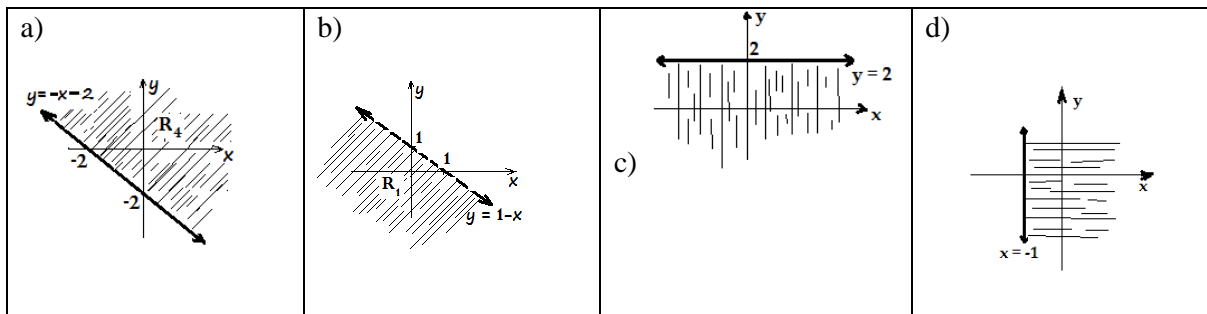 a)
y
y=-x-2
R₄
-2
x
-2
b)
y
1
1
R₁
x
y = 1-x
y
2
y = 2
x
c)
d)
y
x
x = -1